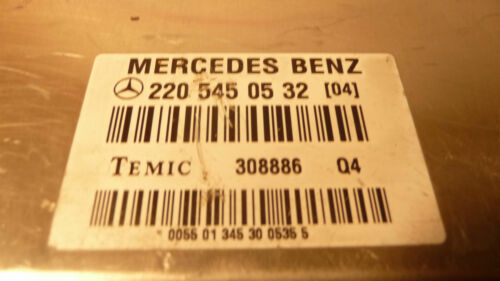 MERCEDES BENZ
220 545 05 32 [04]
TEMIC 308886 Q4
0055 01 345 30 0535 5